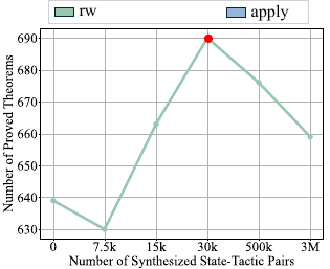 rw apply
690
680
670
660
650
640
630
Number of Proved Theorems
0 7.5k 15k 30k 500k 3M
Number of Synthesized State-Tactic Pairs